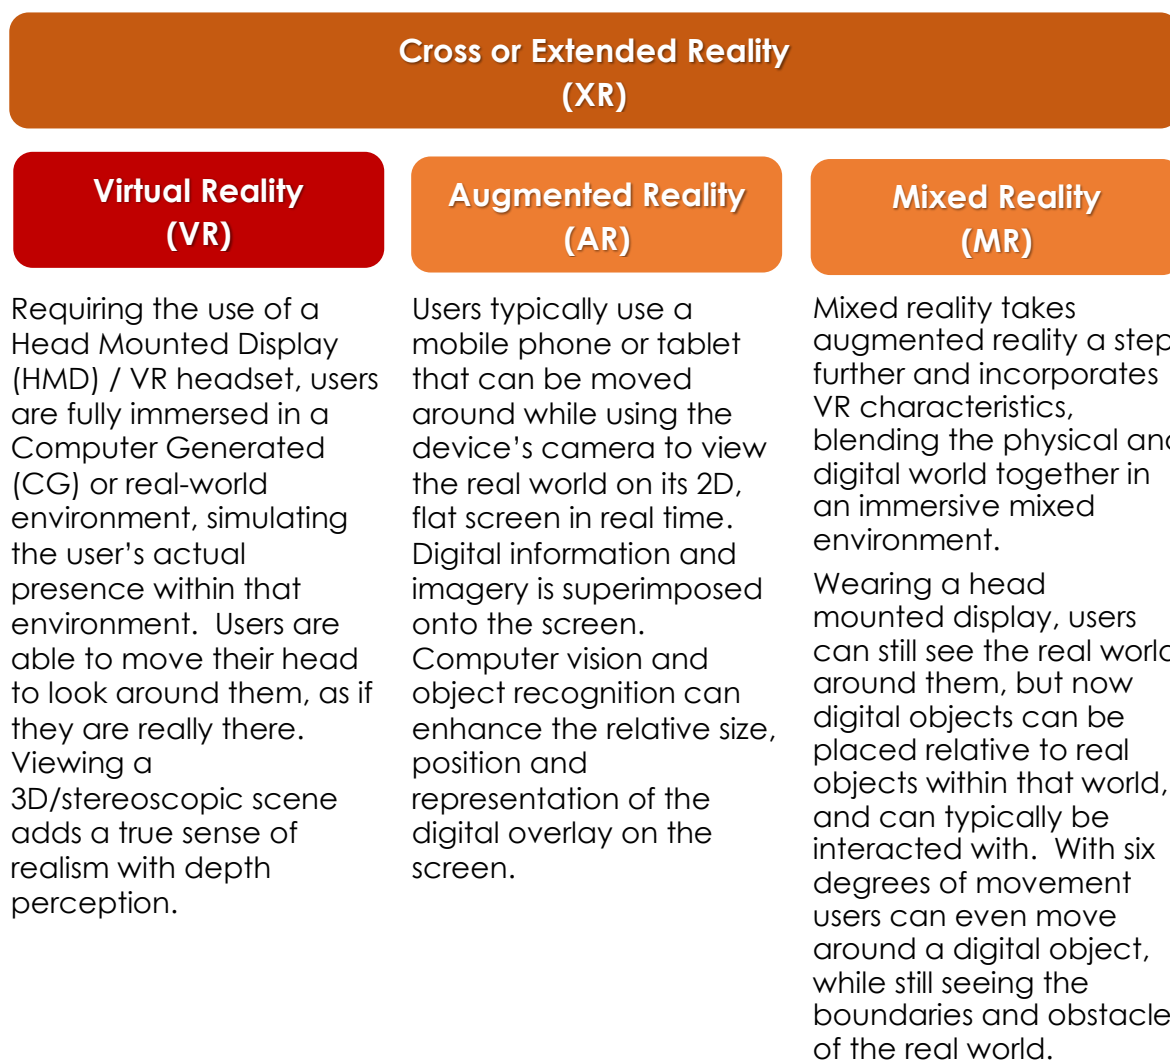 Cross or Extended Reality
(XR)
Virtual Reality
(VR)
Requiring the use of a
Head Mounted Display
(HMD) / VR headset, users
are fully immersed in a
Computer Generated
(CG) or real-world
environment, simulating
the user’s actual
presence within that
environment.  Users are
able to move their head
to look around them, as if
they are really there.
Viewing a
3D/stereoscopic scene
adds a true sense of
realism with depth
perception.
Augmented Reality
(AR)
Users typically use a
mobile phone or tablet
that can be moved
around while using the
device’s camera to view
the real world on its 2D,
flat screen in real time.
Digital information and
imagery is superimposed
onto the screen.
Computer vision and
object recognition can
enhance the relative size,
position and
representation of the
digital overlay on the
screen.
Mixed Reality
(MR)
Mixed reality takes
augmented reality a step
further and incorporates
VR characteristics,
blending the physical and
digital world together in
an immersive mixed
environment.
Wearing a head
mounted display, users
can still see the real world
around them, but now
digital objects can be
placed relative to real
objects within that world,
and can typically be
interacted with.  With six
degrees of movement
users can even move
around a digital object,
while still seeing the
boundaries and obstacle
of the real world.